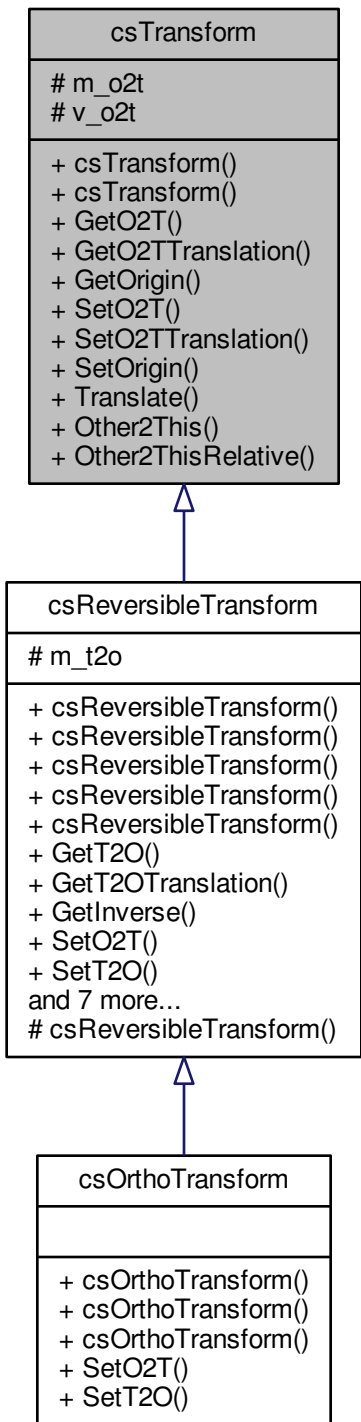 csTransform
# m_o2t
# v_o2t
+ csTransform()
+ csTransform()
+ GetO2T()
+ GetO2TTranslation()
+ GetOrigin()
+ SetO2T()
+ SetO2TTranslation()
+ SetOrigin()
+ Translate()
+ Other2This()
+ Other2ThisRelative()
csReversibleTransform
# m_t2o
+ csReversibleTransform()
+ csReversibleTransform()
+ csReversibleTransform()
+ csReversibleTransform()
+ csReversibleTransform()
+ GetT2O()
+ GetT2OTranslation()
+ GetInverse()
+ SetO2T()
+ SetT2O()
and 7 more...
# csReversibleTransform()
csOrthoTransform
+ csOrthoTransform()
+ csOrthoTransform()
+ csOrthoTransform()
+ SetO2T()
+ SetT2O()